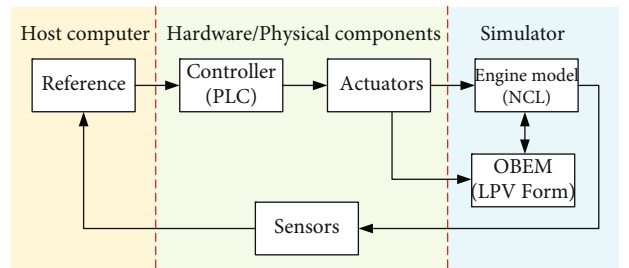 Host computer
Hardware/Physical components
Simulator
Reference
Controller
(PLC)
Actuators
Engine model
(NCL)
OBEM
(LPV Form)
Sensors